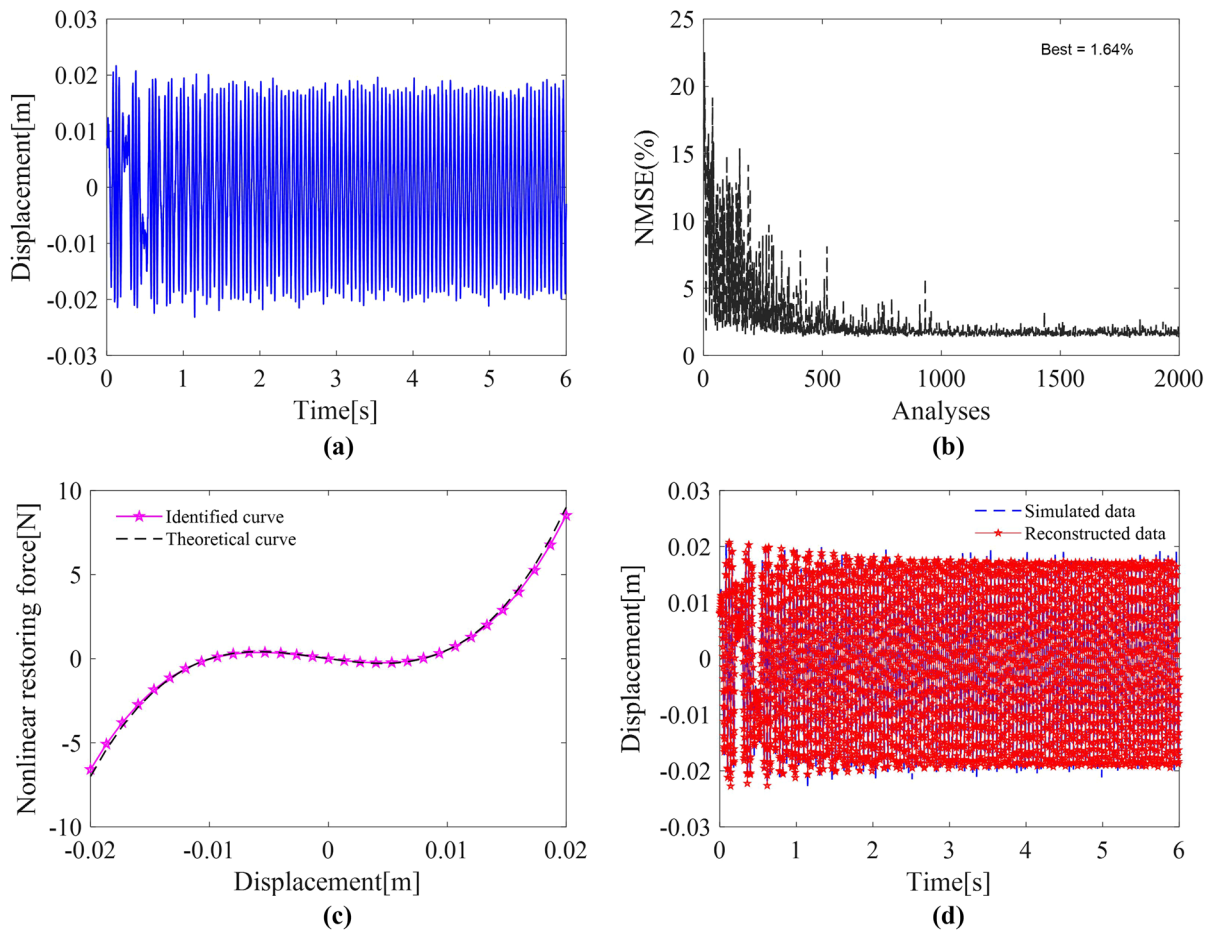 0.03
0.02
0.01
0
-0.01
-0.02
-0.03
Displacement[m]
0 1 2 3 4 5 6
Time[s]
(a)
25
20
15
10
5
0
NMSE(%)
Best = 1.64%
0 500 1000 1500 2000
Analyses
(b)
10
5
0
-5
-10
Nonlinear restoring force[N]
Identified curve
Theoretical curve
-0.02 -0.01 0 0.01 0.02
Displacement[m]
(c)
0.03
0.02
0.01
0
-0.01
-0.02
-0.03
Displacement[m]
Simulated data
Reconstructed data
0 1 2 3 4 5 6
Time[s]
(d)